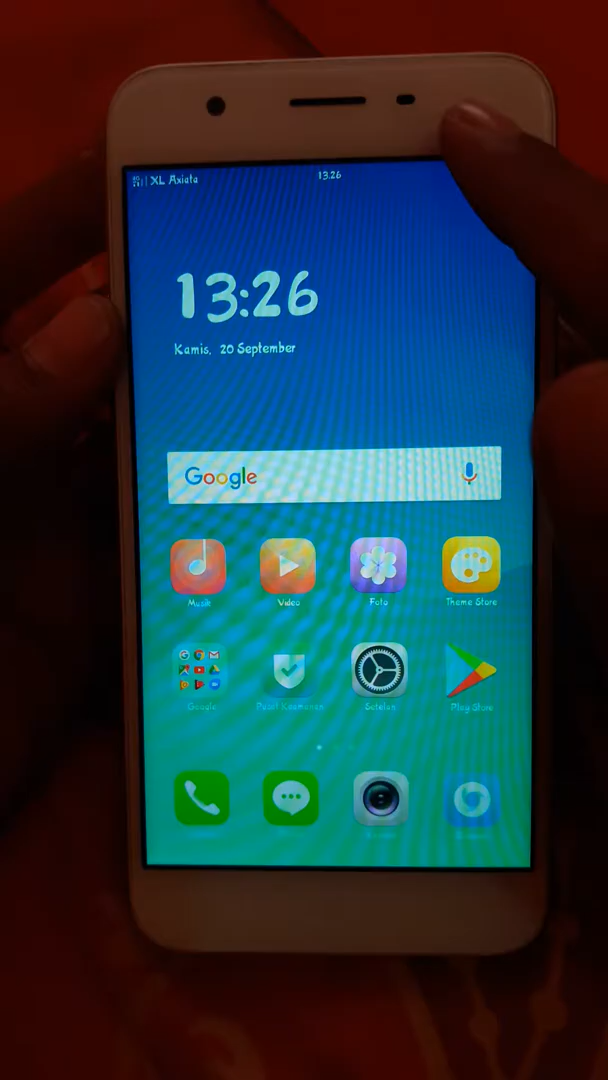 XL Axiata 13.26
13:26
Kamis, 20 September
Google
Musik Video Foto Theme Store
Google Pusat Keamanan Setelan Play Store